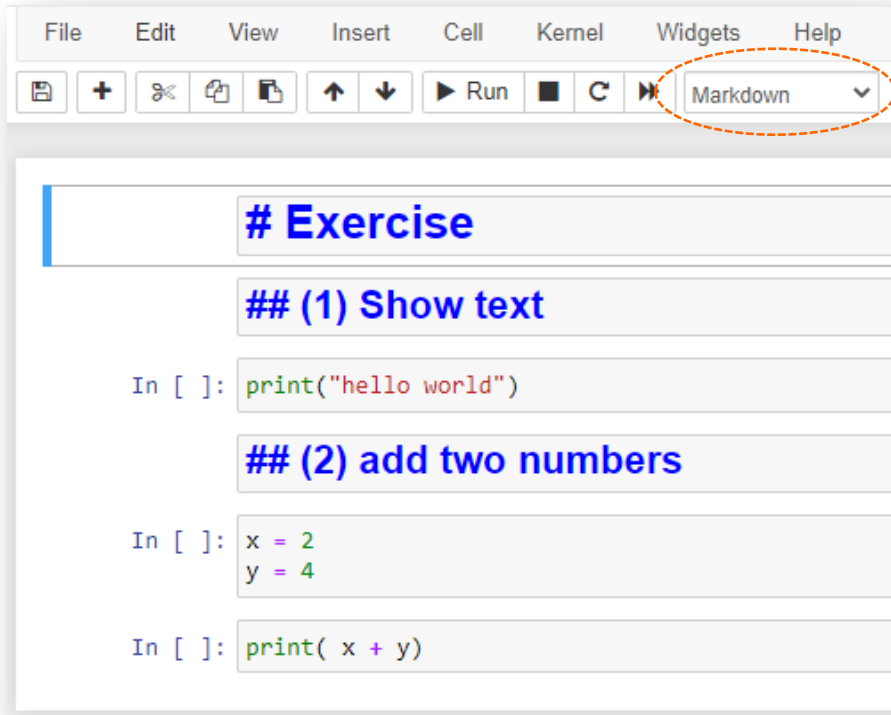 File Edit View Insert Cell Kernel Widgets Help
Run Markdown
# Exercise
## (1) Show text
In [ ]: print("hello world")
## (2) add two numbers
In [ ]: x = 2
y = 4
In [ ]: print( x + y)